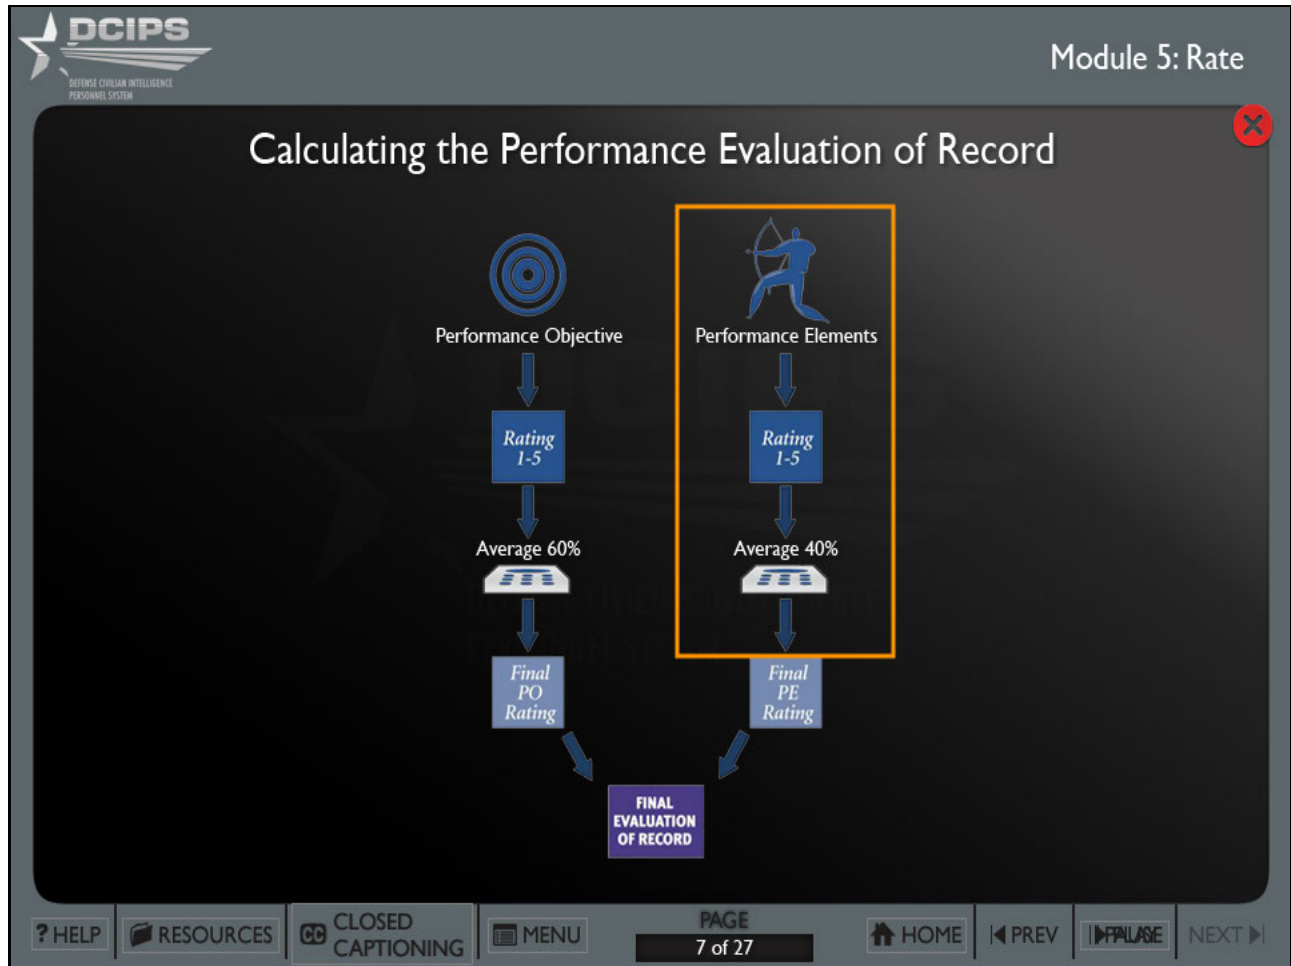 DCIPS
DEFENSE CIVILIAN INTELLIGENCE
PERSONNEL SYSTEM
Module 5: Rate
Calculating the Performance Evaluation of Record
Performance Objective
Performance Elements
Rating
1-5
Rating
1-5
Average 60%
Average 40%
Final
PO
Rating
Final
PE
Rating
FINAL
EVALUATION
OF RECORD
? HELP
RESOURCES
CC CLOSED
CAPTIONING
MENU
PAGE
7 of 27
HOME
PREV
NEXT